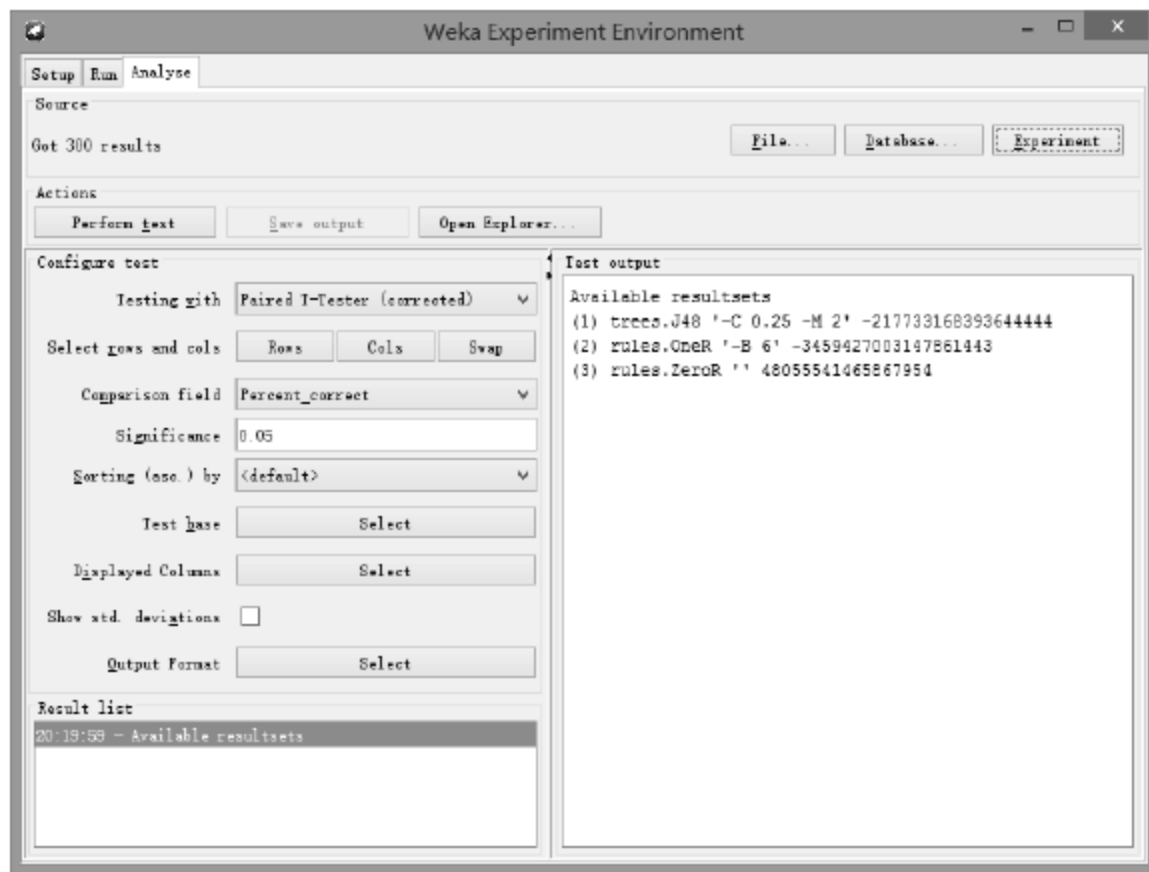 Weka Experiment Environment
Setup Run Analyse
Source
Got 300 results
File... Database... Experiment
Actions
Perform test Save output Open Explorer...
Configure test
Testing with Paired T-Tester (corrected)
Select rows and cols Rows Cols Swap
Comparison field Percent_correct
Significance 0.05
Sorting (asc.) by <default>
Test base Select
Displayed Columns Select
Show std. deviations
Output Format Select
Result list
20:19:59 - Available resultsets
Test output
Available resultsets
(1) trees.J48 '-C 0.25 -M 2' -217733168393644444
(2) rules.OneR '-B 6' -3459427003147861443
(3) rules.ZeroR '' 48055541465867954